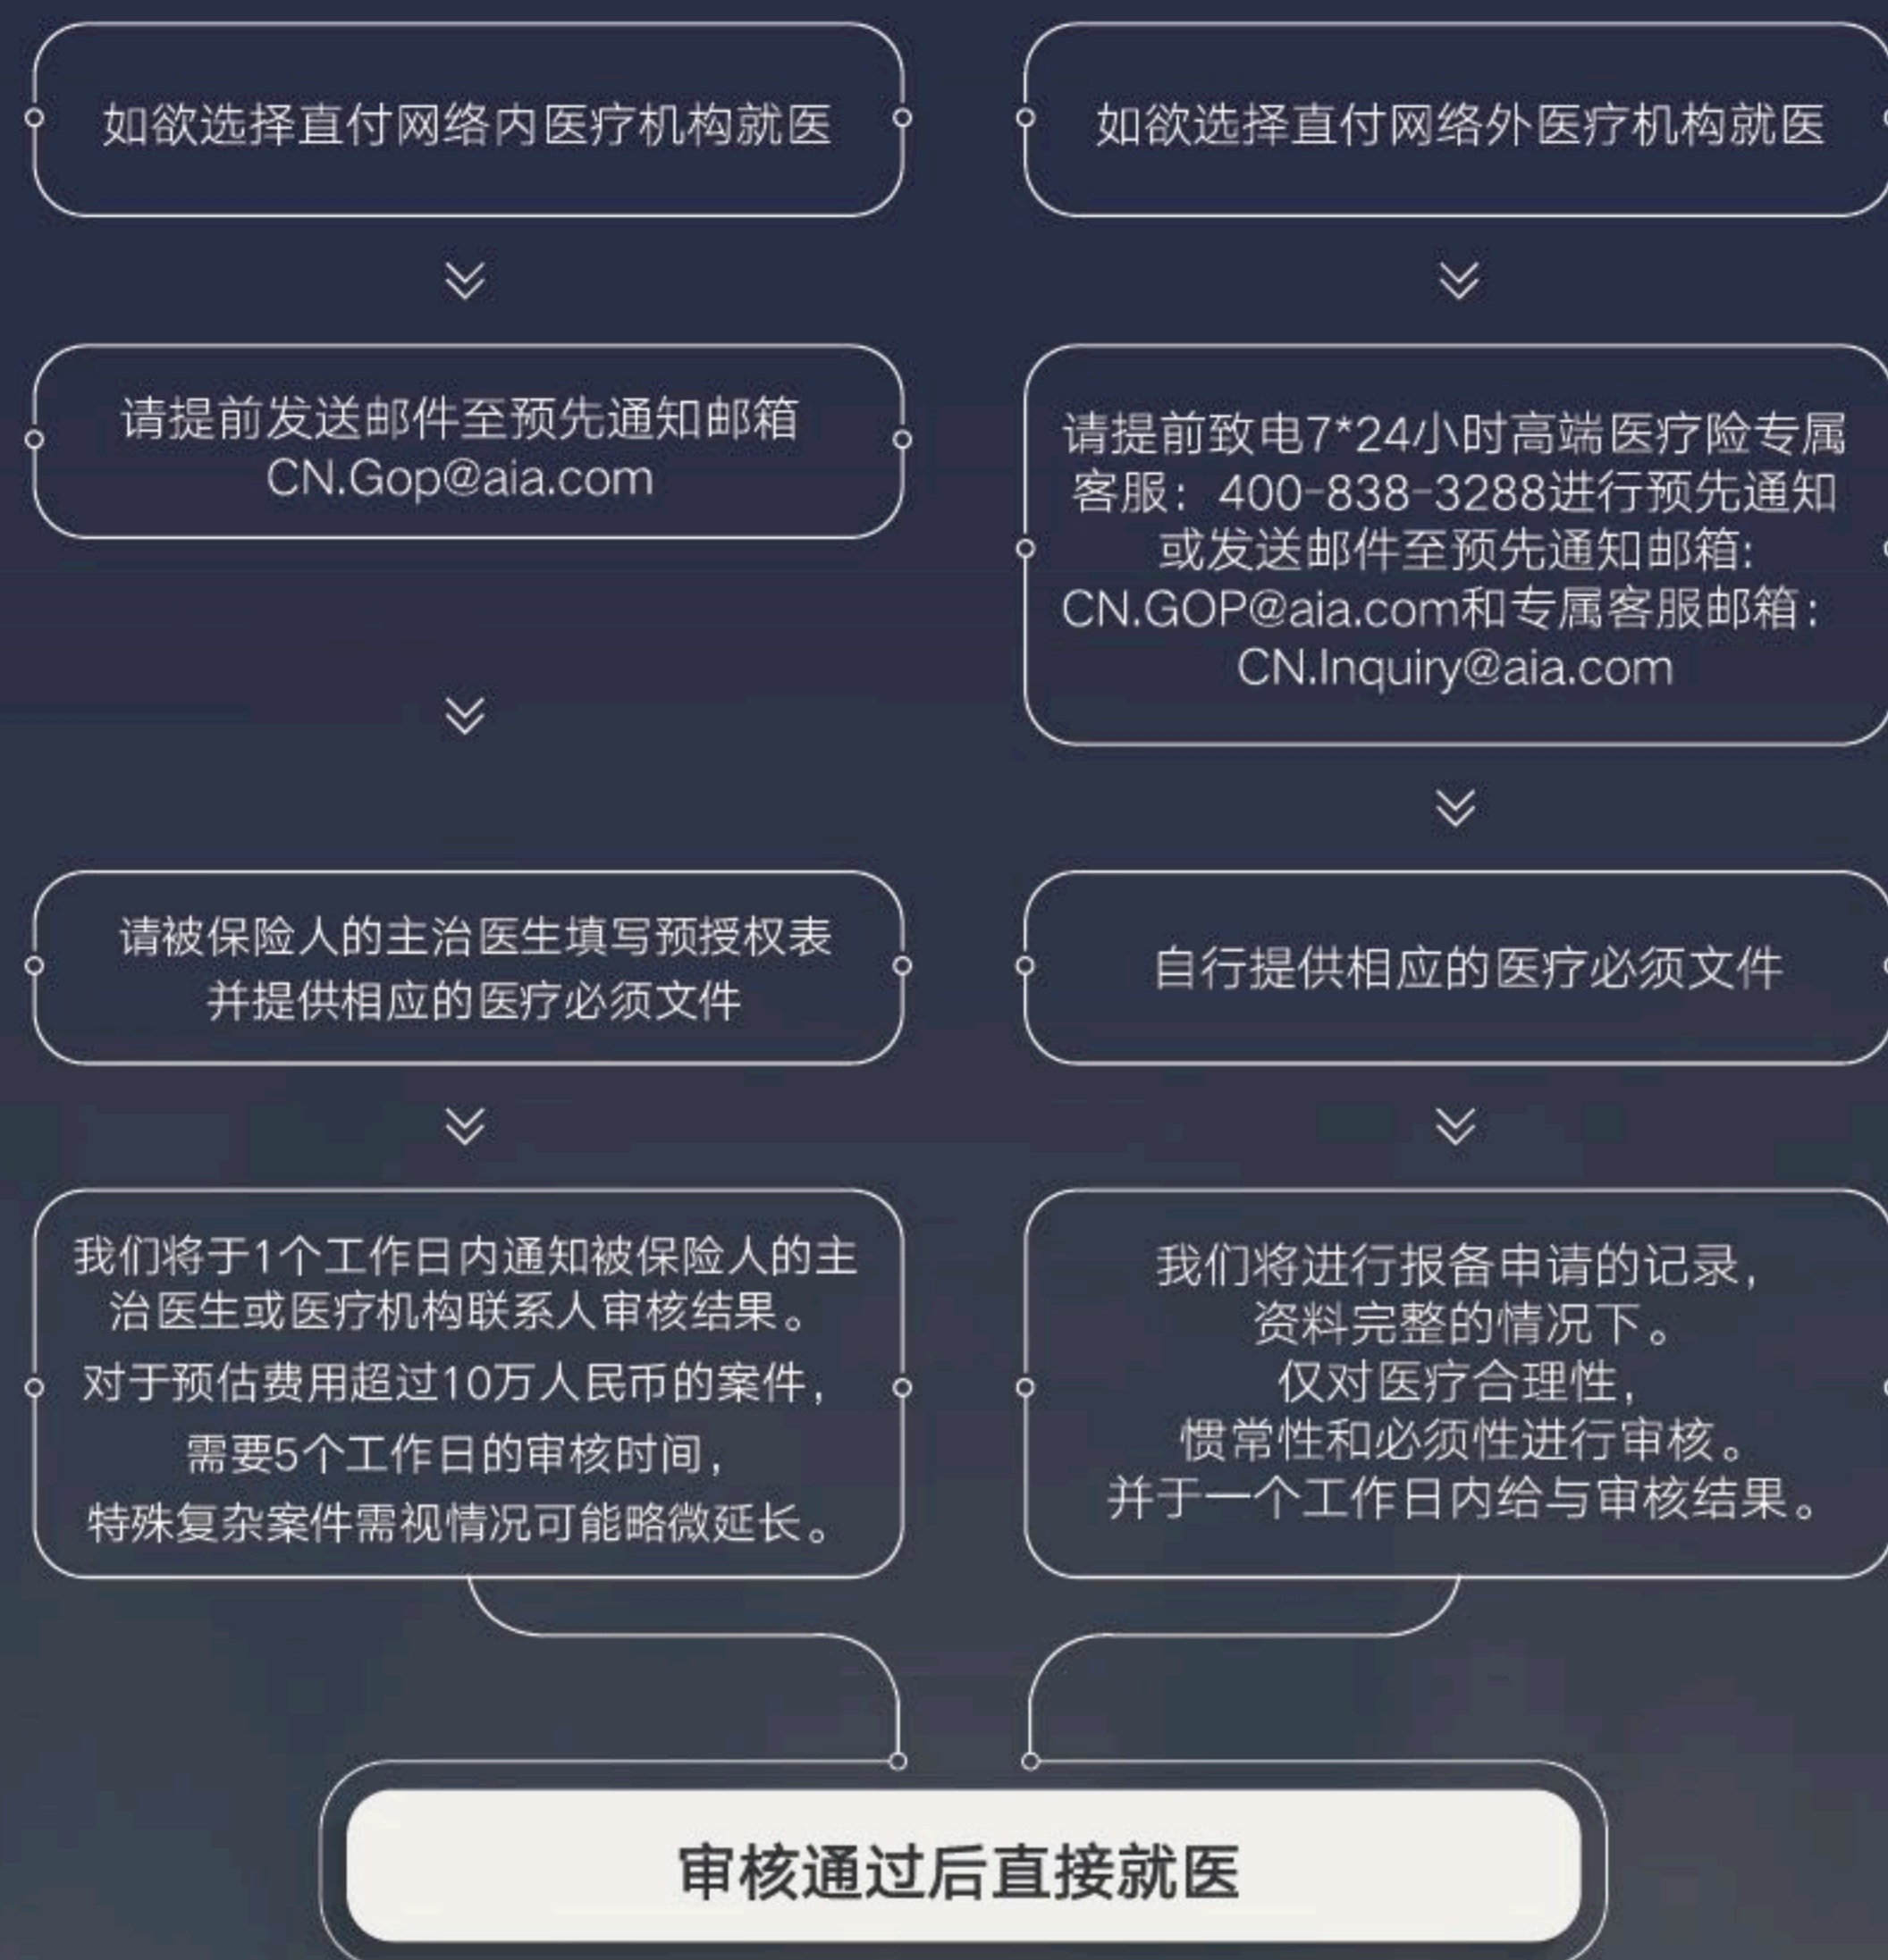 如欲选择直付网络内医疗机构就医
请提前发送邮件至预先通知邮箱
CN.Gop@aia.com
请被保险人的主治医生填写预授权表
并提供相应的医疗必须文件
我们将于1个工作日内通知被保险人的主
治医生或医疗机构联系人审核结果。
对于预估费用超过10万人民币的案件，
需要5个工作日的审核时间，
特殊复杂案件需视情况可能略微延长。
如欲选择直付网络外医疗机构就医
请提前致电7*24小时高端医疗险专属
客服：400-838-3288进行预先通知
或发送邮件至预先通知邮箱:
CN.GOP@aia.com和专属客服邮箱：
CN.Inquiry@aia.com
自行提供相应的医疗必须文件
我们将进行报备申请的记录，
资料完整的情况下。
仅对医疗合理性，
惯常性和必须性进行审核。
并于一个工作日内给与审核结果。
审核通过后直接就医